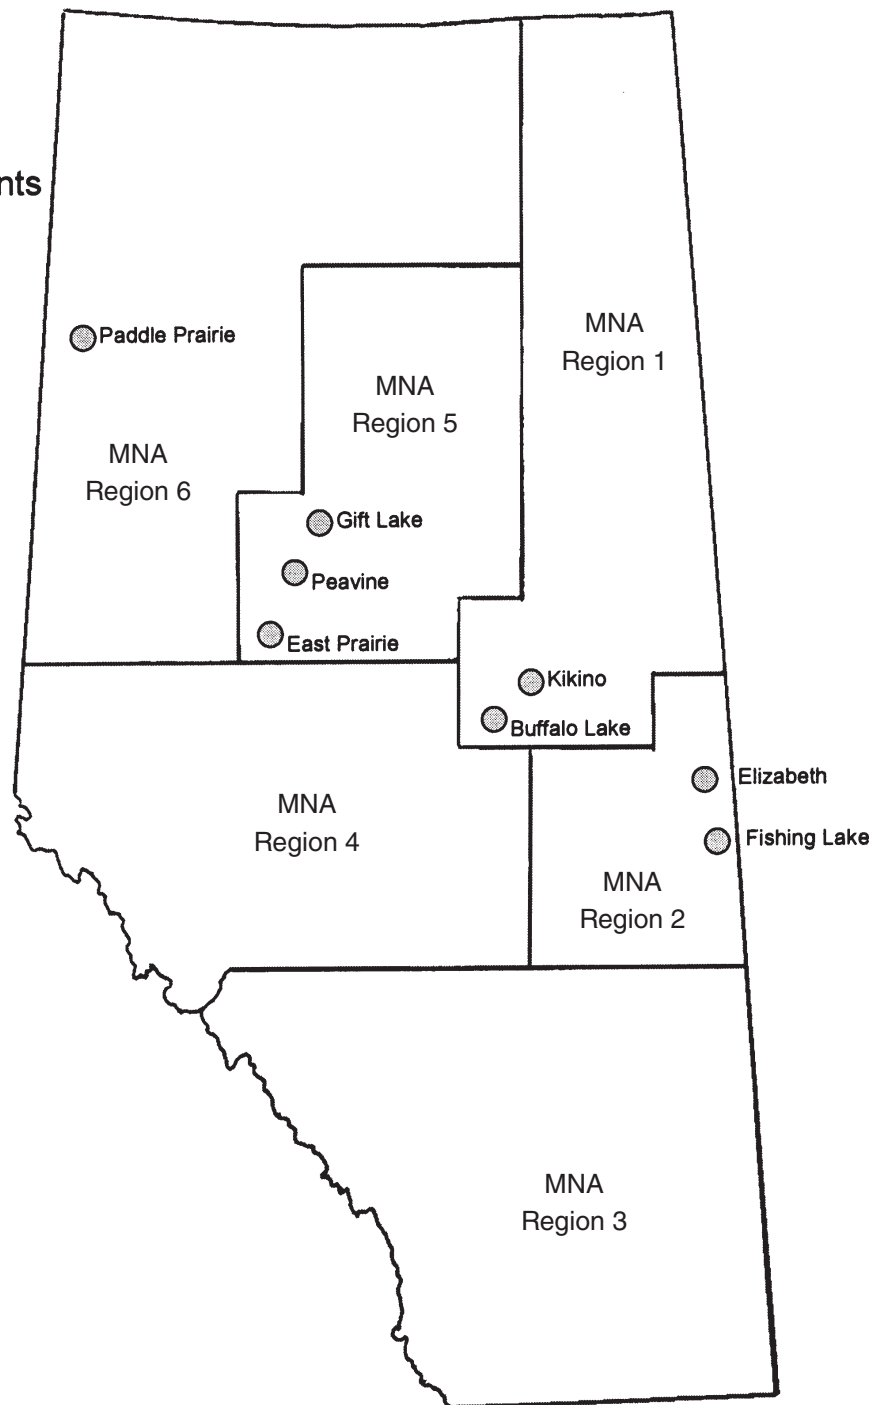 nts
MNA
Region 1
Paddle Prairie
MNA
Region 5
MNA
Region 6
Gift Lake
Peavine
East Prairie
Kikino
Buffalo Lake
Elizabeth
MNA
Region 4
Fishing Lake
MNA
Region 2
MNA
Region 3